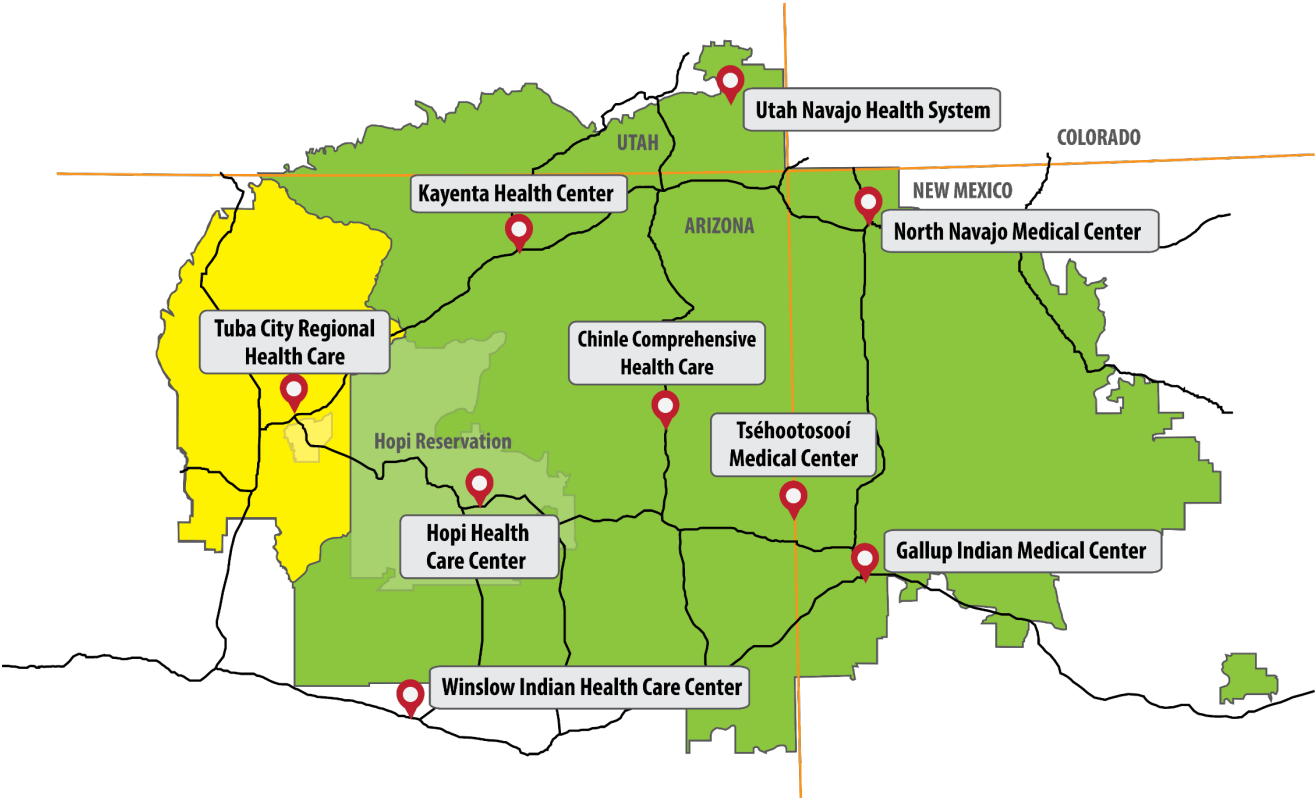 Utah Navajo Health System
UTAH
COLORADO
Kayenta Health Center
NEW MEXICO
ARIZONA
North Navajo Medical Center
Tuba City Regional
Health Care
Chinle Comprehensive
Health Care
Tséhootosooí
Medical Center
Hopi Reservation
Hopi Health
Care Center
Gallup Indian Medical Center
Winslow Indian Health Care Center